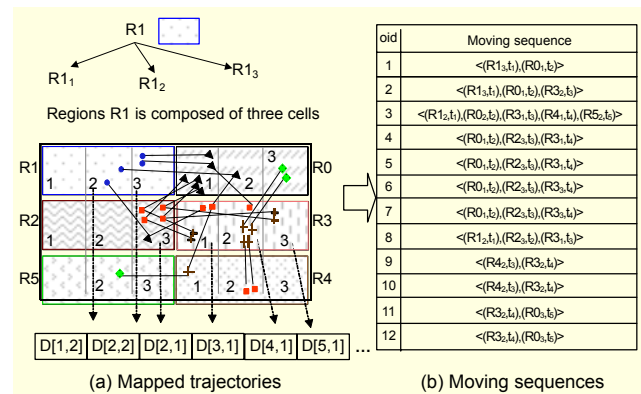 R1
R1₁ R1₂ R1₃
Regions R1 is composed of three cells
R1 1 2 3 1 2 3 R0
R2 1 2 3 1 2 3 R3
R5 2 3 1 2 3 R4
D[1,2] D[2,2] D[2,1] D[3,1] D[4,1] D[5,1] ...
(a) Mapped trajectories
oid Moving sequence
1 <(R1₃,t₁),(R0₁,t₂)>
2 <(R1₃,t₁),(R0₁,t₂),(R3₂,t₃)>
3 <(R1₂,t₁),(R0₂,t₂),(R3₁,t₃),(R4₁,t₄),(R5₂,t₅)>
4 <(R0₁,t₂),(R2₃,t₃),(R3₁,t₄)>
5 <(R0₁,t₂),(R2₃,t₃),(R3₁,t₄)>
6 <(R0₁,t₂),(R2₃,t₃),(R3₃,t₄)>
7 <(R0₁,t₂),(R2₃,t₃),(R3₃,t₄)>
8 <(R1₂,t₁),(R2₃,t₂),(R3₁,t₃)>
9 <(R4₂,t₃),(R3₂,t₄)>
10 <(R4₂,t₃),(R3₂,t₄)>
11 <(R3₂,t₄),(R0₃,t₅)>
12 <(R3₂,t₄),(R0₃,t₅)>
(b) Moving sequences